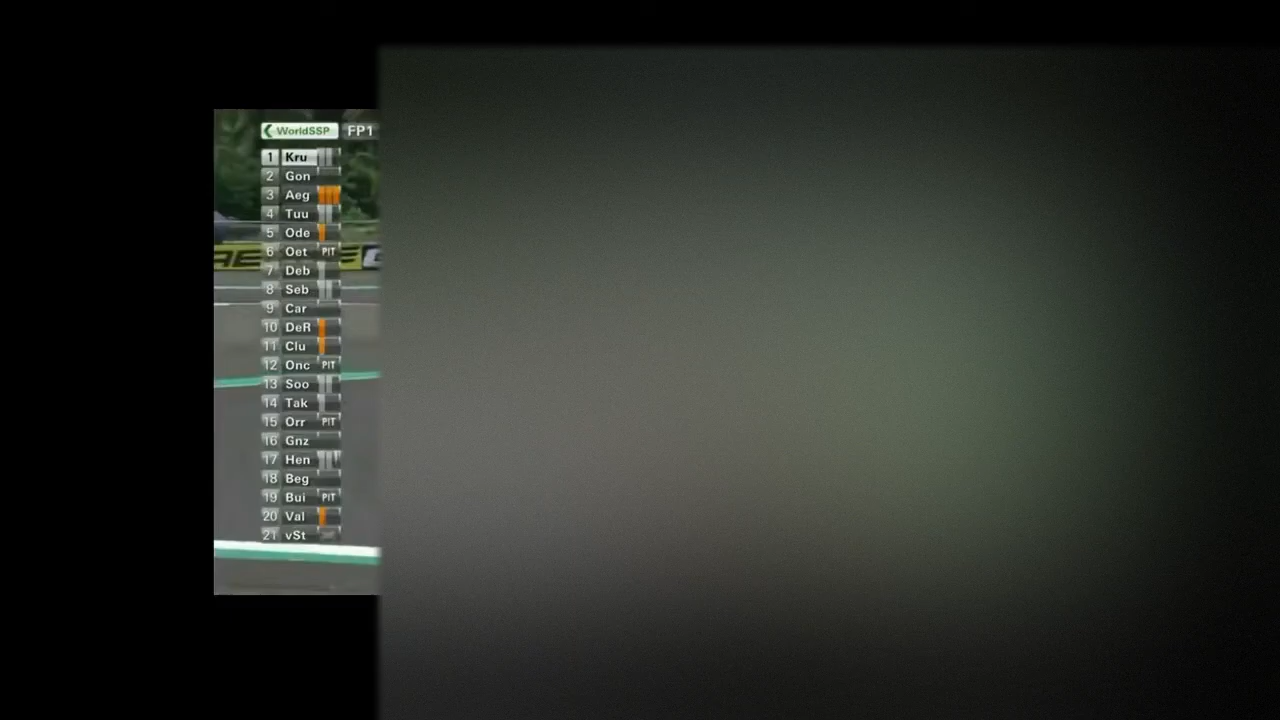 WorldSSP FP1
1 Kru
2 Gon
3 Aeg
4 Tuu
5 Ode
6 Oet PIT
7 Deb
8 Seb
9 Car
10 DeR
11 Clu
12 Onc PIT
13 Soo
14 Tak
15 Orr PIT
16 Gnz
17 Hen
18 Beg
19 Bui PIT
20 Val
21 vSt